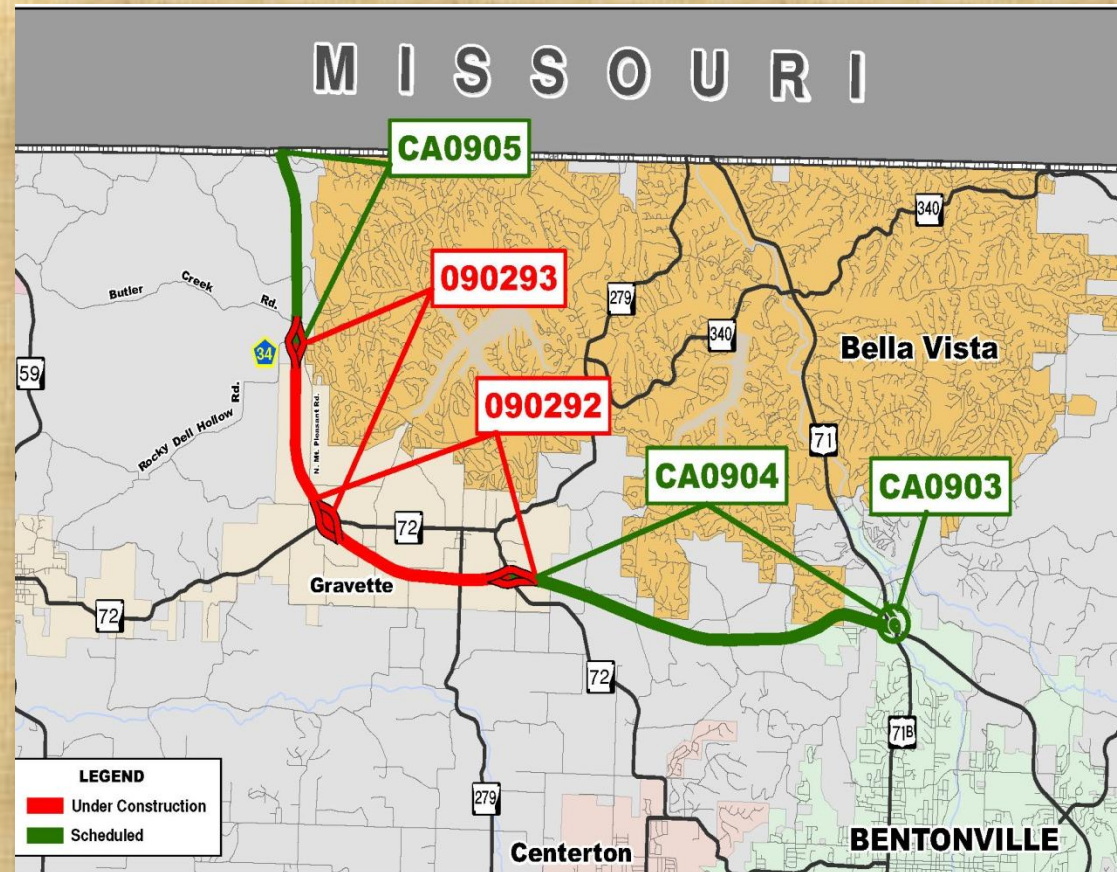 MISSOURI
CA0905
340
090293
Butler Creek Rd.
279
340
34
Bella Vista
59
090292
N. Mt. Pleasant Rd.
Rocky Dell Hollow Rd.
71
CA0904
CA0903
72
Gravette
72
72
71B
LEGEND
Under Construction
Scheduled
279
Centerton
BENTONVILLE